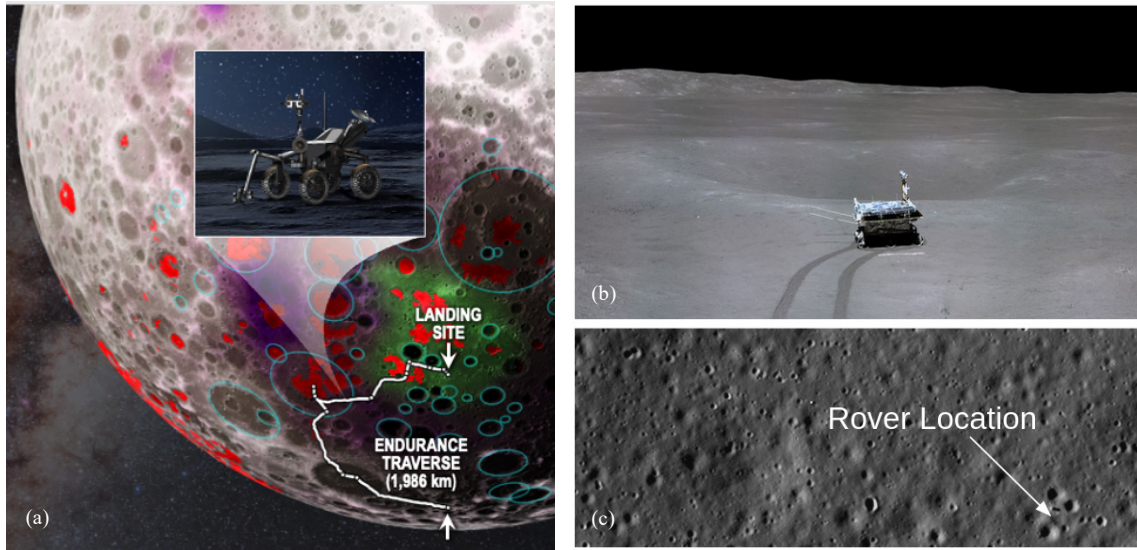 LANDING
SITE
ENDURANCE
TRAVERSE
(1,986 km)
(a)
(b)
Rover Location
(c)